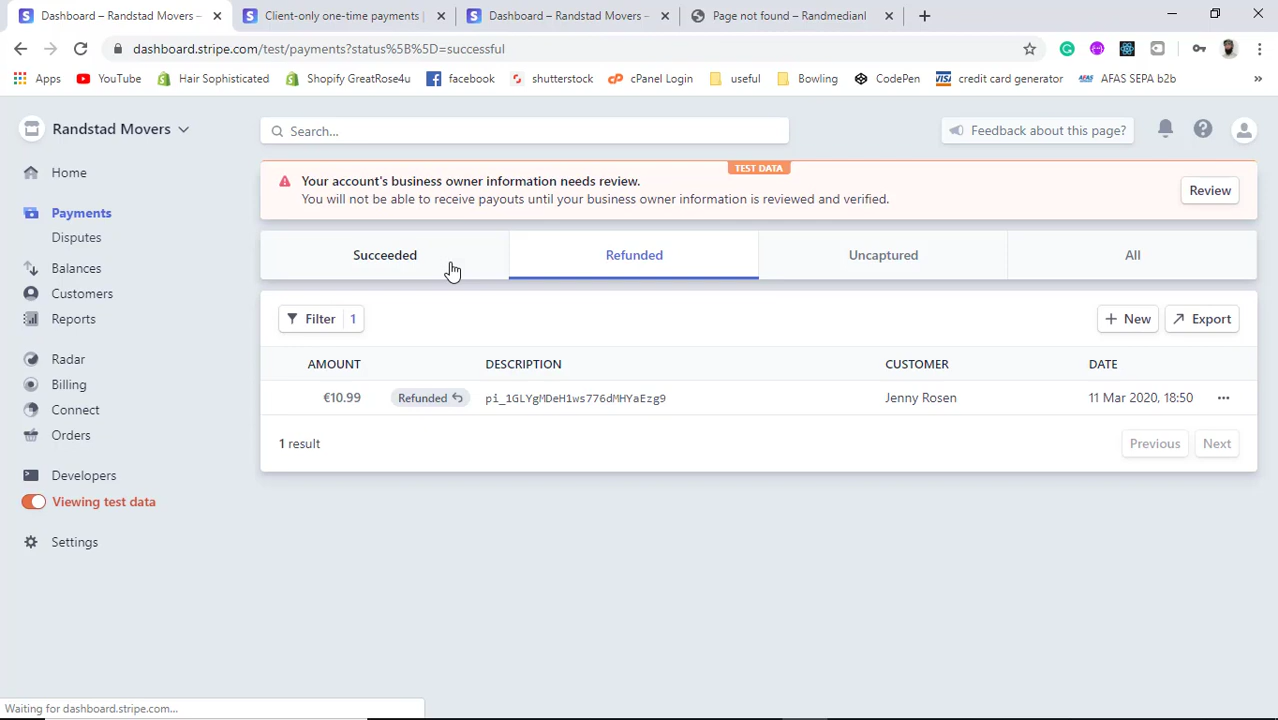 Dashboard – Randstad Movers –
Client-only one-time payments |
Dashboard – Randstad Movers –
Page not found – Randmedianl
dashboard.stripe.com/test/payments?status%5B%5D=successful
Apps
YouTube
Hair Sophisticated
Shopify GreatRose4u
facebook
shutterstock
cPanel Login
useful
Bowling
CodePen
VISA credit card generator
AFAS AFAS SEPA b2b
»
Randstad Movers
Search...
Feedback about this page?
Home
Payments
Disputes
Balances
Customers
Reports
Radar
Billing
Connect
Orders
Developers
Viewing test data
Settings
TEST DATA
Your account's business owner information needs review.
You will not be able to receive payouts until your business owner information is reviewed and verified.
Review
Succeeded
Refunded
Uncaptured
All
Filter 1
+ New
Export
AMOUNT DESCRIPTION CUSTOMER DATE
€10.99 Refunded pi_1GLYgMDeH1ws776dMHYaEzg9 Jenny Rosen 11 Mar 2020, 18:50
1 result
Previous
Next
Waiting for dashboard.stripe.com...